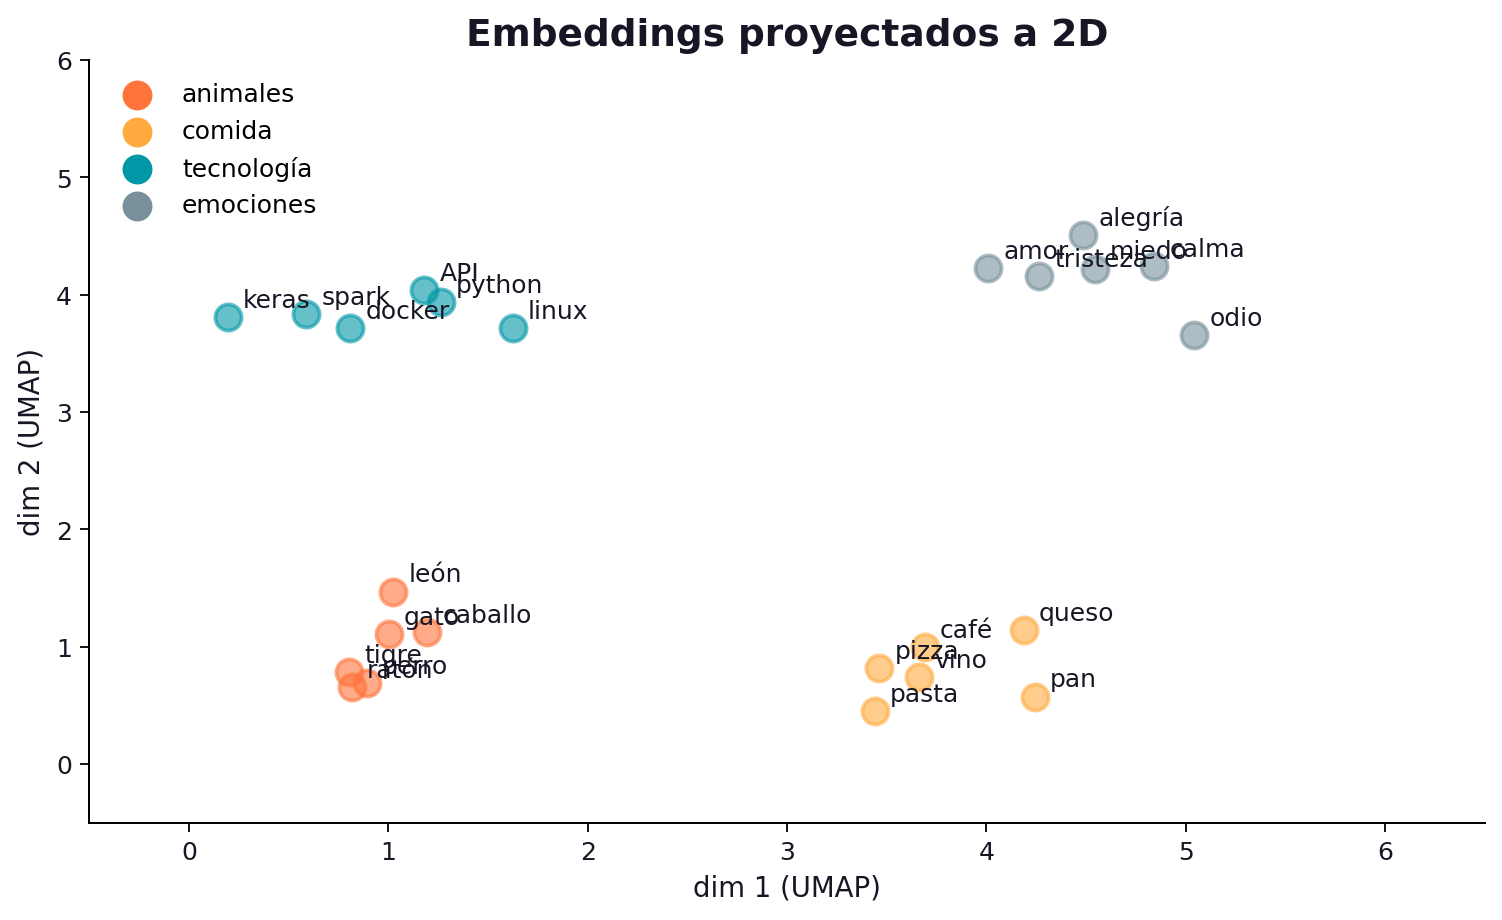 Embeddings proyectados a 2D
animales
comida
tecnología
emociones
dim 2 (UMAP)
6
5
4
3
2
1
0
alegría
amor
tristeza
miedo
calma
odio
API
python
keras
spark
docker
linux
león
gato
caballo
tigre
perro
ratón
queso
café
pizza
vino
pan
pasta
0
1
2
3
4
5
6
dim 1 (UMAP)